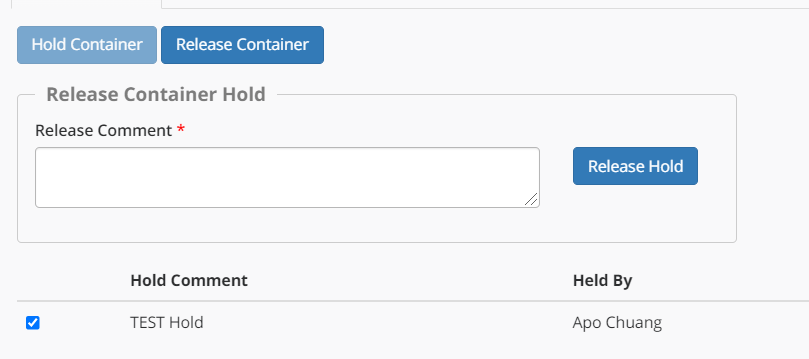 Hold Container Release Container
Release Container Hold
Release Comment *
Release Hold
Hold Comment Held By
TEST Hold Apo Chuang